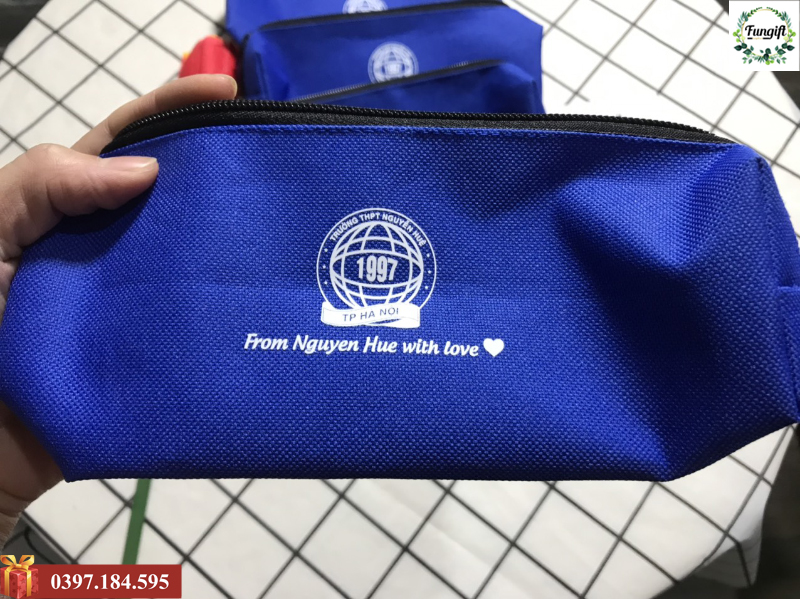 Fungift
TRƯỜNG THPT NGUYỄN HUỆ
1997
TP HÀ NỘI
From Nguyen Hue with love
0397.184.595